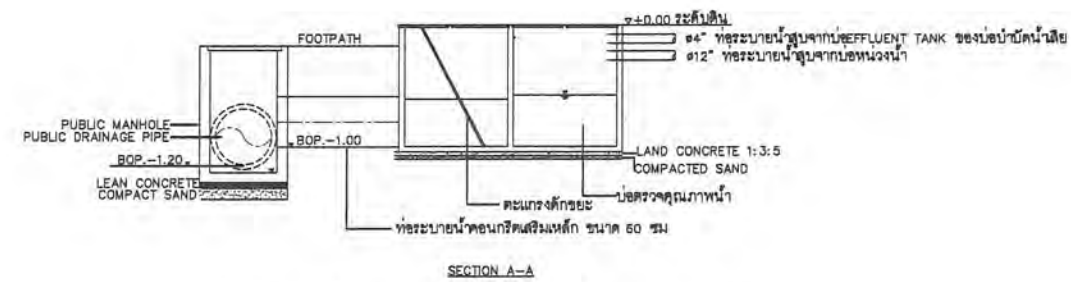 ▽+0.00 ระดับดิน
FOOTPATH
ø4" ท่อระบายน้ำสูบจากบ่อEFFLUENT TANK ของบ่อบำบัดน้ำเสีย
ø12" ท่อระบายน้ำสูบจากบ่อหน่วงน้ำ
PUBLIC MANHOLE
PUBLIC DRAINAGE PIPE
BOP.-1.00
BOP.-1.20
LAND CONCRETE 1:3:5
COMPACTED SAND
LEAN CONCRETE
COMPACT SAND
ตะแกรงดักขยะ
บ่อตรวจคุณภาพน้ำ
ท่อระบายน้ำคอนกรีตเสริมเหล็ก ขนาด 60 ซม
SECTION A-A